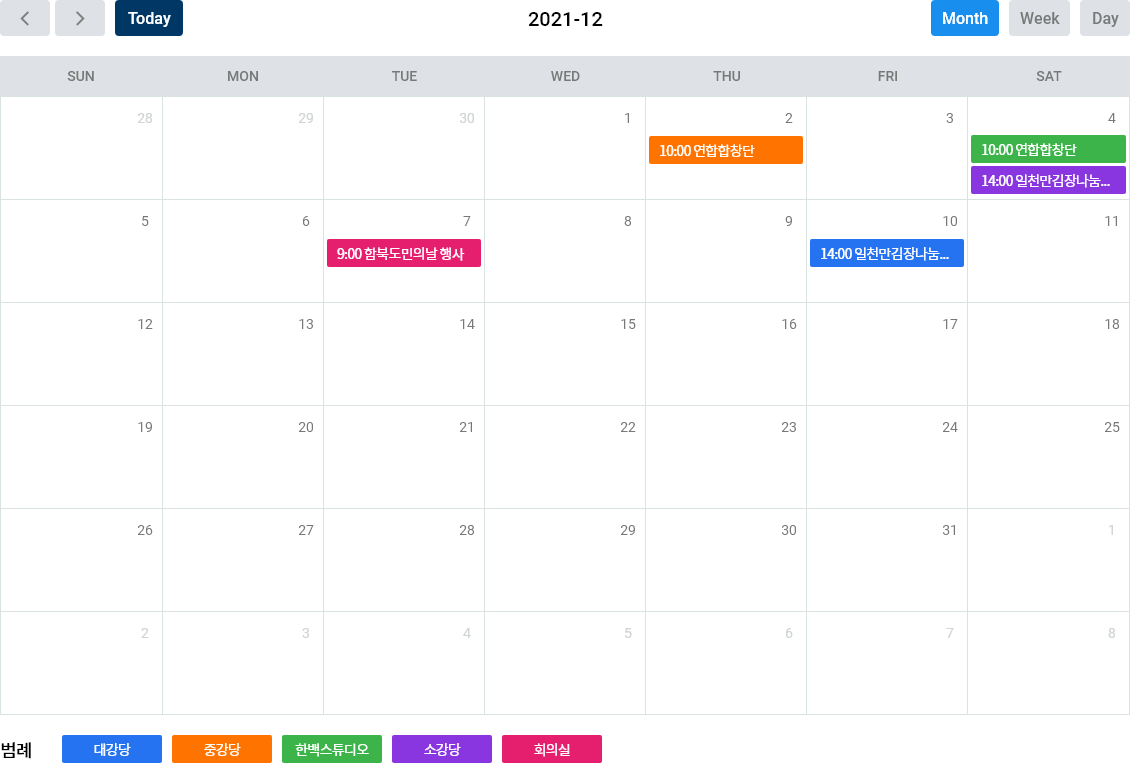 Today
2021-12
Month Week Day
SUN MON TUE WED THU FRI SAT
28 29 30 1 2 3 4
10:00 연합합창단 10:00 연합합창단
14:00 일천만김장나눔...
5 6 7 8 9 10 11
9:00 함북도민의날 행사 14:00 일천만김장나눔...
12 13 14 15 16 17 18
19 20 21 22 23 24 25
26 27 28 29 30 31 1
2 3 4 5 6 7 8
범례 대강당 중강당 한백스튜디오 소강당 회의실